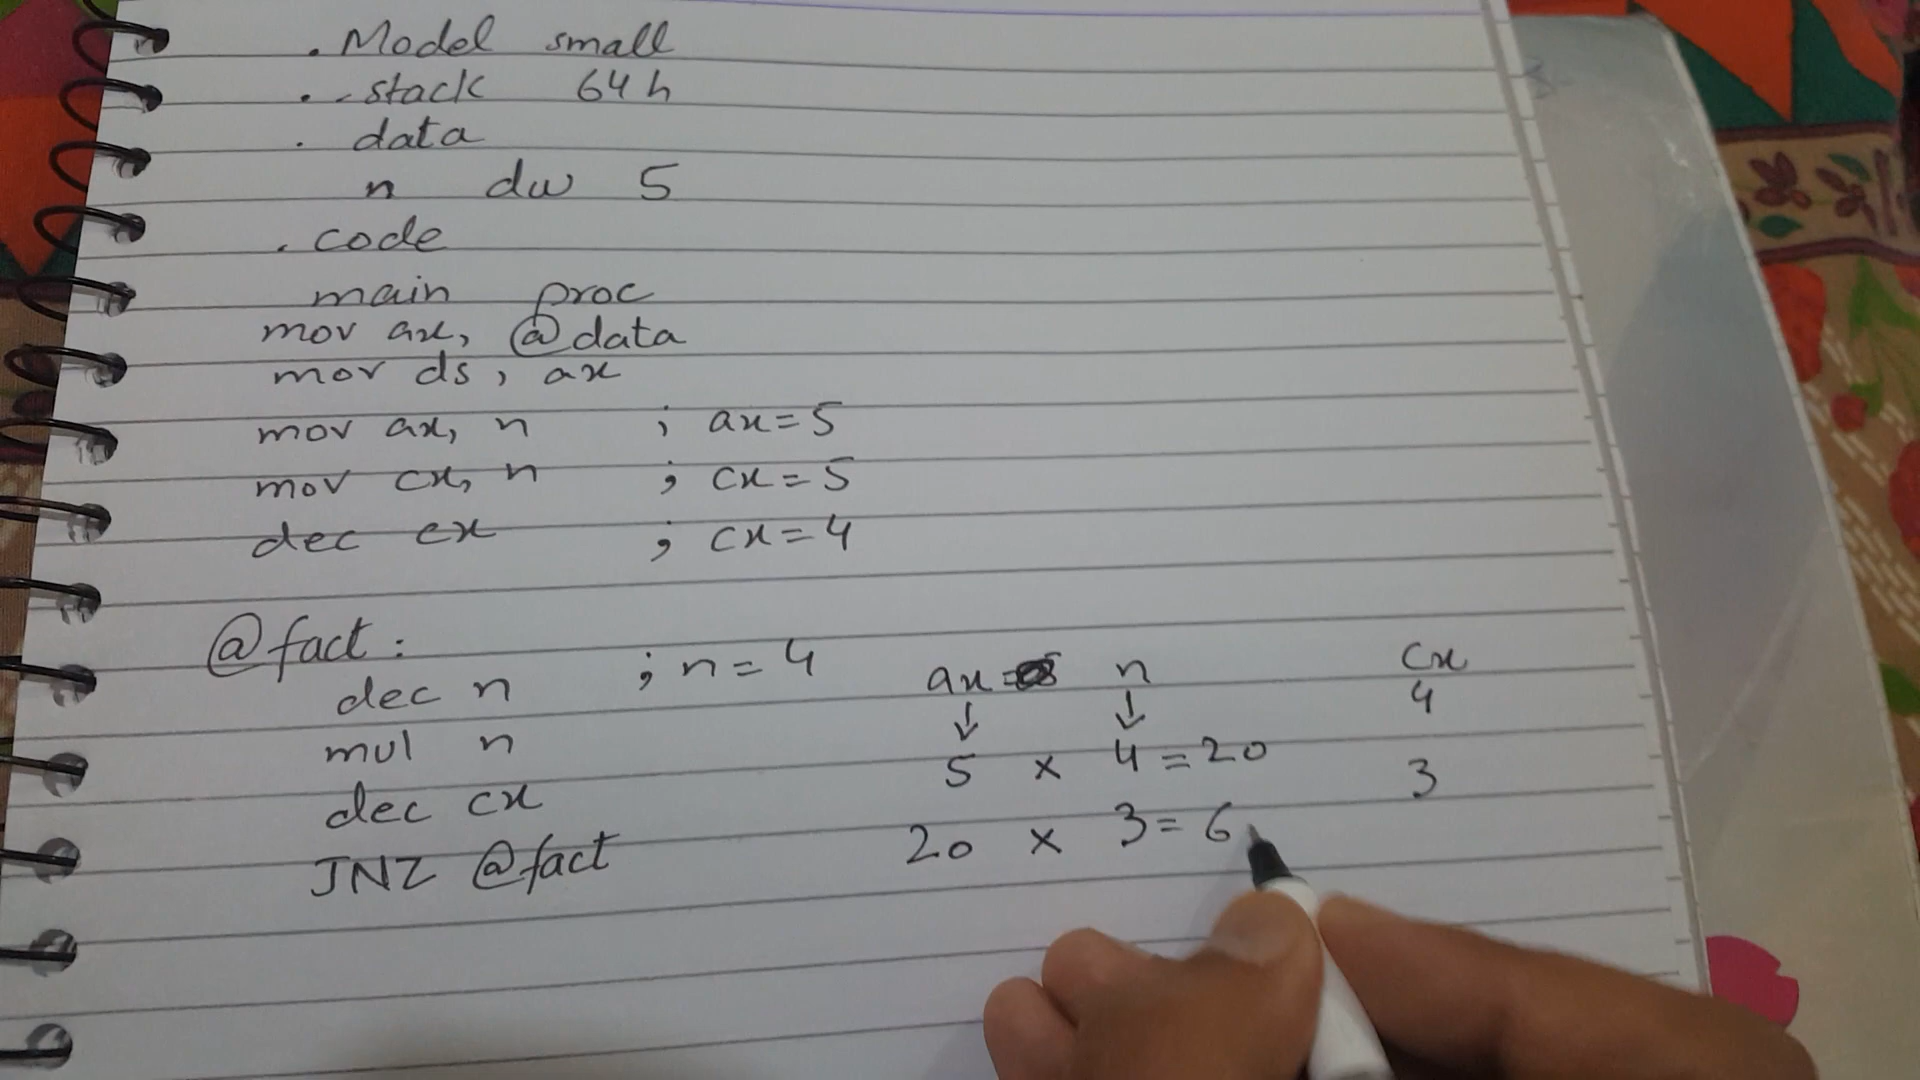 . Model small
. stack 64h
. data
n dw 5
. code
main proc
mov ax, @data
mov ds, ax
mov ax, n ; ax=5
mov cx, n ; cx=5
dec cx ; cx=4
@fact:
dec n ; n=4
mul n
dec cx
JNZ @fact
ax n cx
↓ ↓ 4
5 x 4 = 20 3
20 x 3 = 6